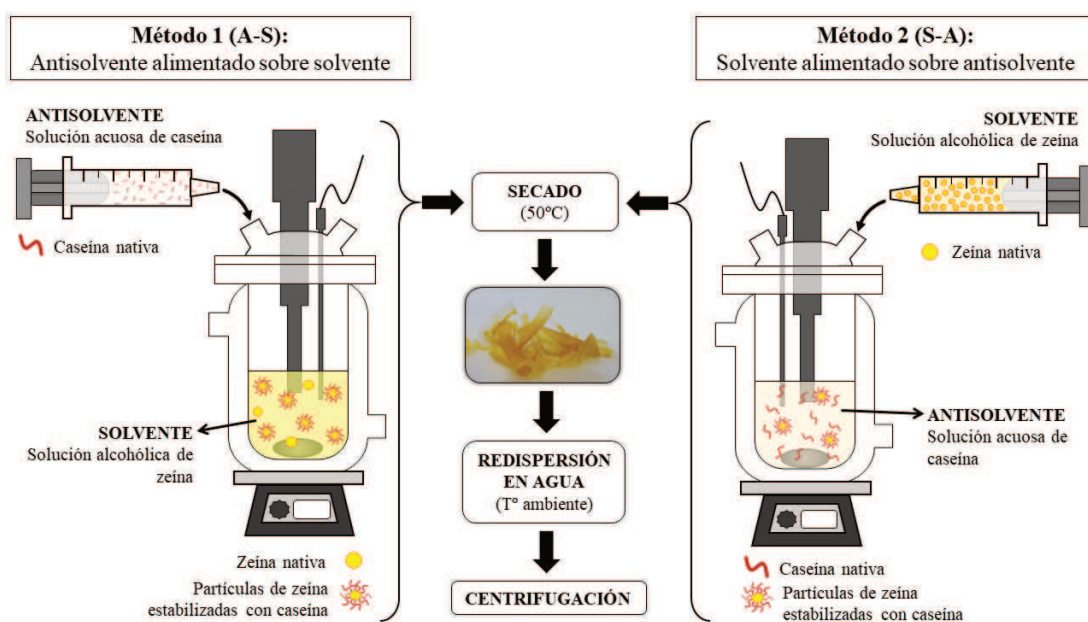 Método 1 (A-S):
Antisolvente alimentado sobre solvente
Método 2 (S-A):
Solvente alimentado sobre antisolvente
ANTISOLVENTE
Solución acuosa de caseína
Caseína nativa
SOLVENTE
Solución alcohólica de
zeína
Zeína nativa
Partículas de zeína
estabilizadas con caseína
SECADO
(50ºC)
REDISPERSIÓN
EN AGUA
(Tº ambiente)
CENTRIFUGACIÓN
SOLVENTE
Solución alcohólica de zeína
Zeína nativa
ANTISOLVENTE
Solución acuosa de
caseína
Caseína nativa
Partículas de zeína
estabilizadas con caseína